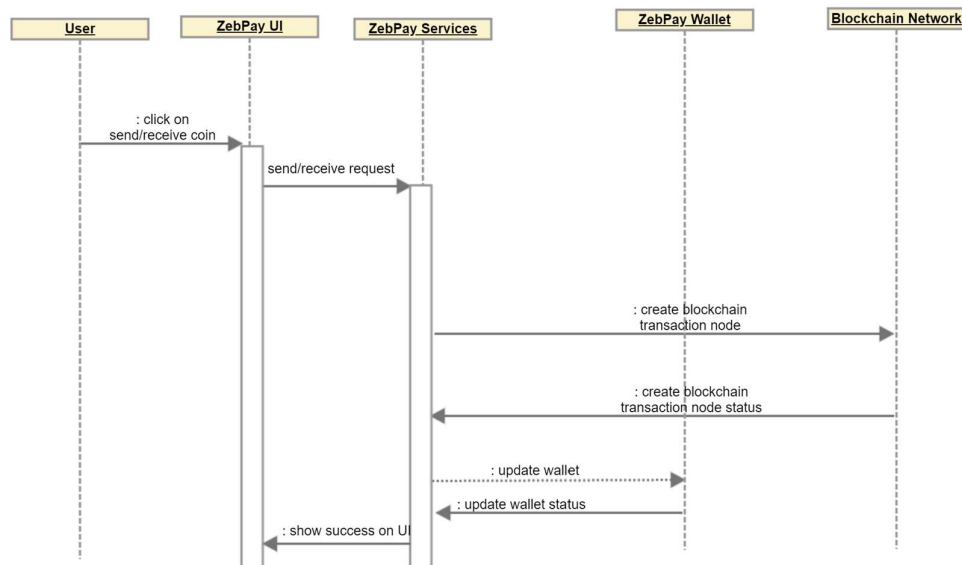 User
ZebPay UI
ZebPay Services
ZebPay Wallet
Blockchain Network
: click on
send/receive coin
send/receive request
: create blockchain
transaction node
: create blockchain
transaction node status
: update wallet
: update wallet status
: show success on UI